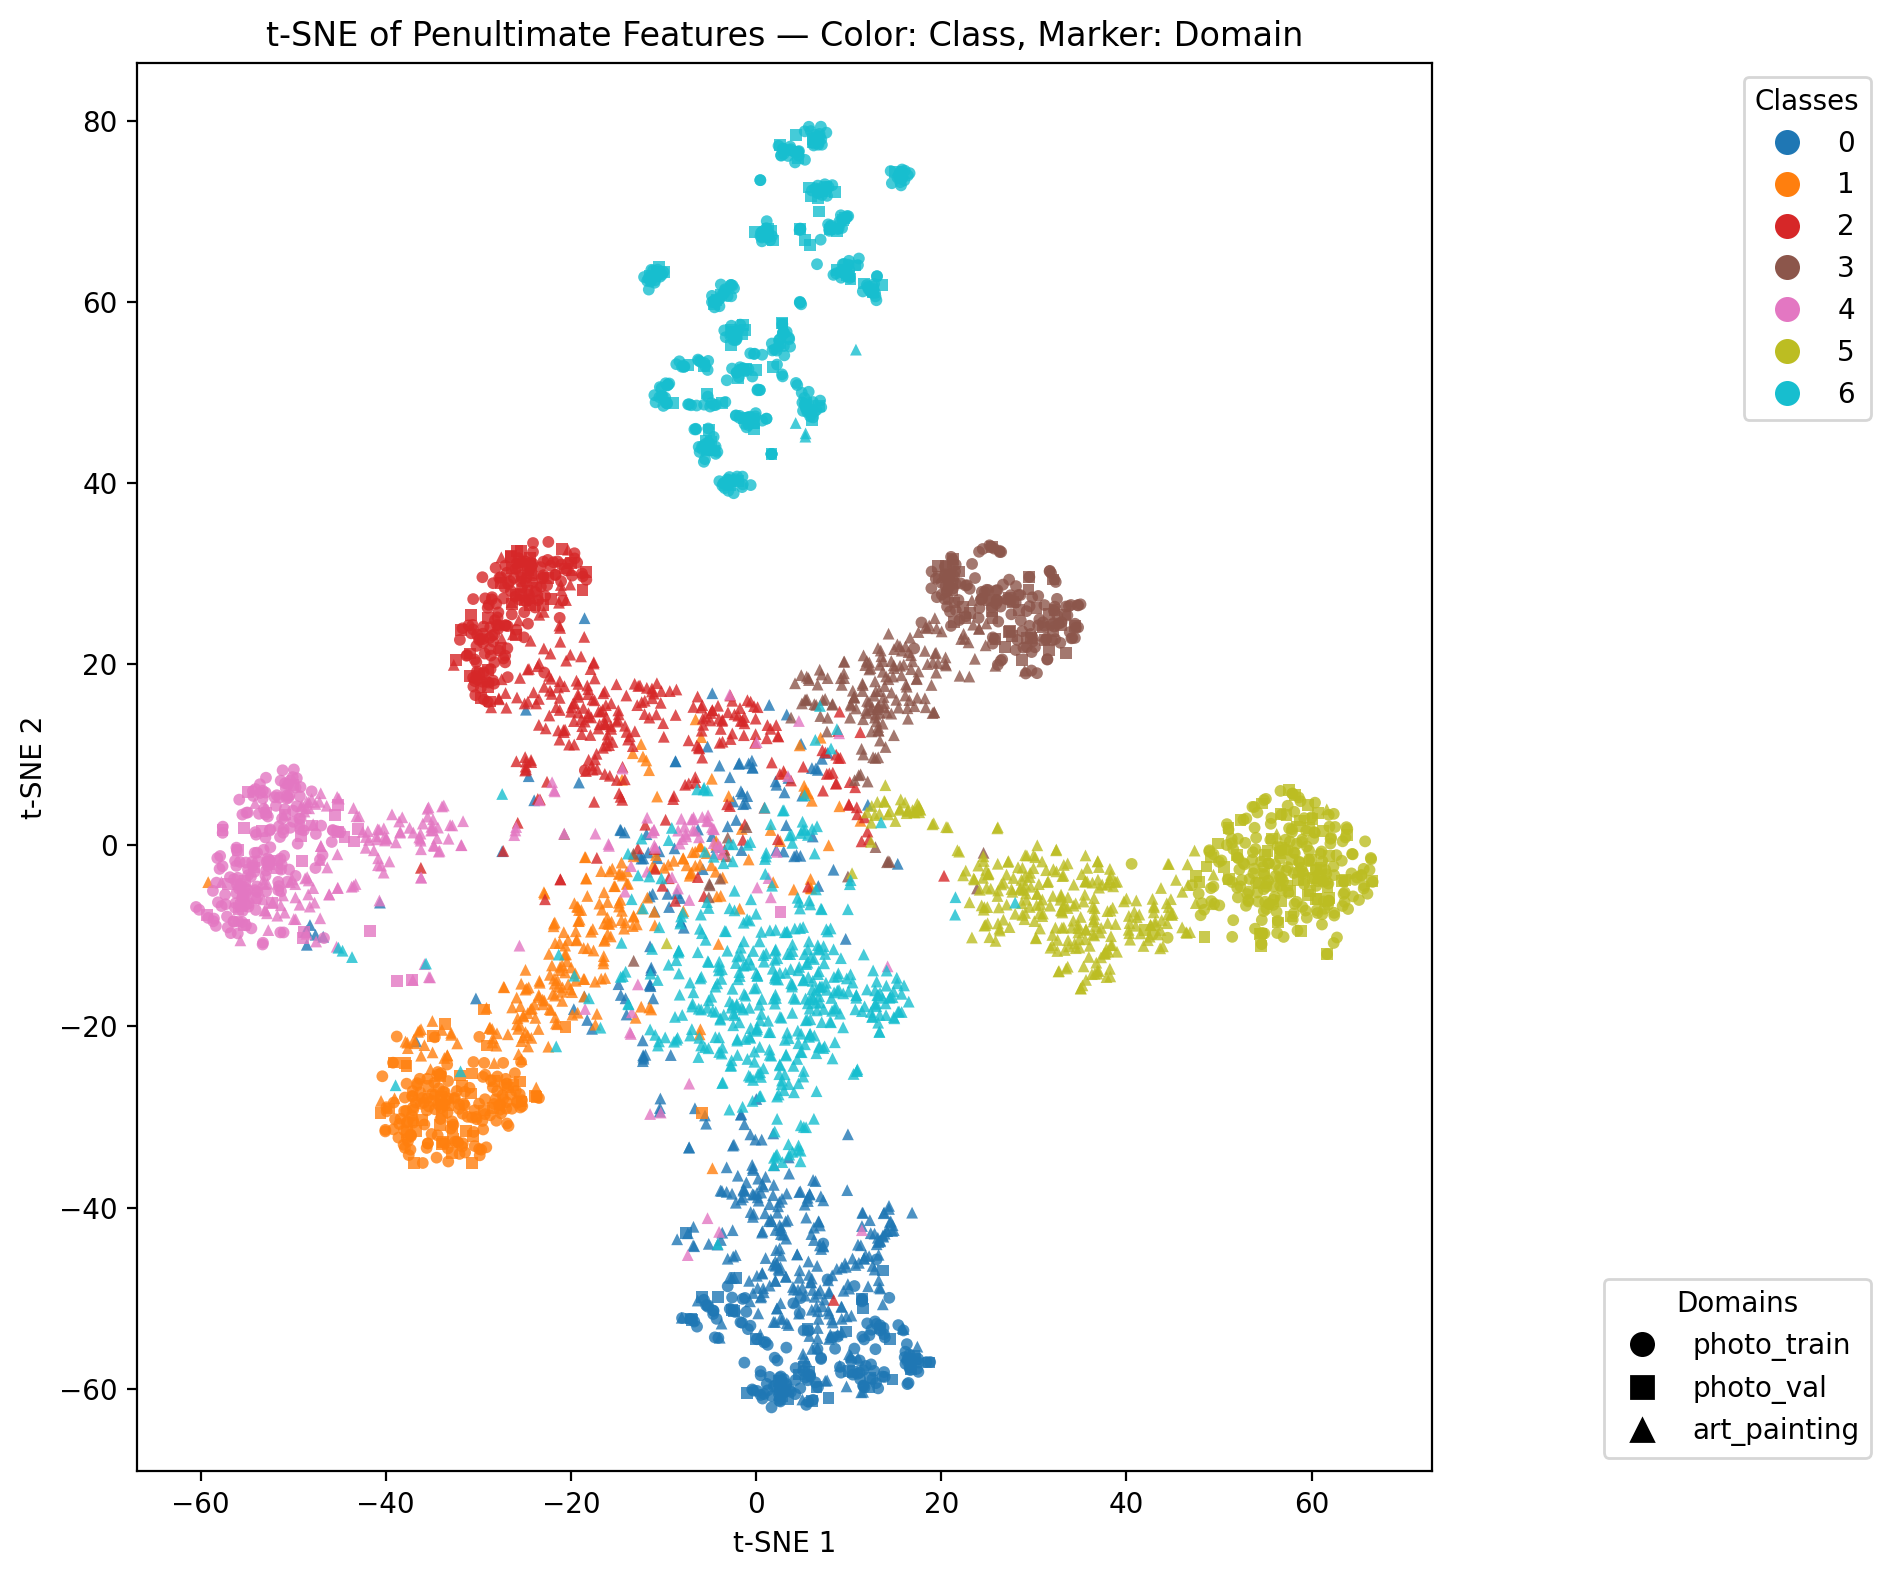 t-SNE of Penultimate Features — Color: Class, Marker: Domain
Classes
0
1
2
3
4
5
6
80
60
40
20
0
−20
−40
−60
t-SNE 2
−60
−40
−20
0
20
40
60
t-SNE 1
Domains
photo_train
photo_val
art_painting